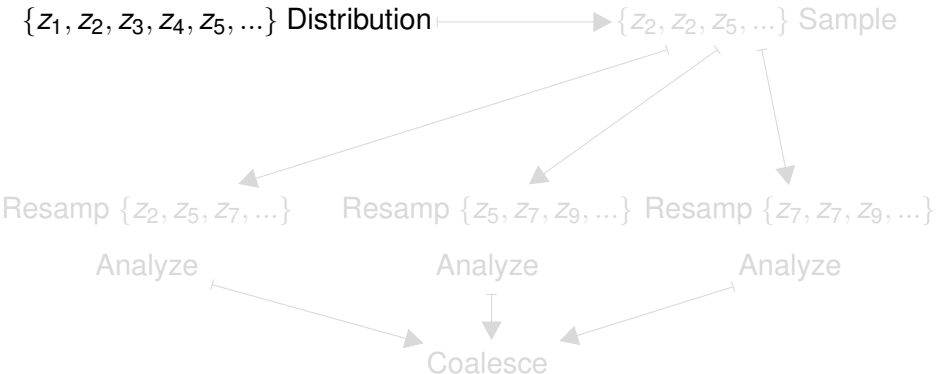 {z₁, z₂, z₃, z₄, z₅, ...} Distribution {z₂, z₂, z₅, ...} Sample
Resamp {z₂, z₅, z₇, ...} Resamp {z₅, z₇, z₉, ...} Resamp {z₇, z₇, z₉, ...}
Analyze Analyze Analyze
Coalesce